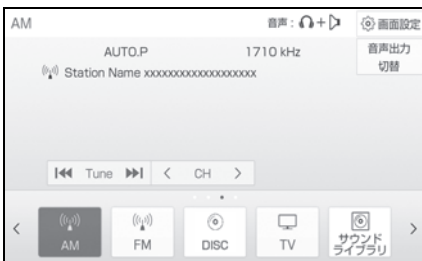 AM
音声: +
画面設定
AUTO.P 1710 kHz
音声出力
切替
Station Name xxxxxxxxxxxxxxxxxxxx
Tune < CH >
< AM FM DISC TV サウンド
ライブラリ >